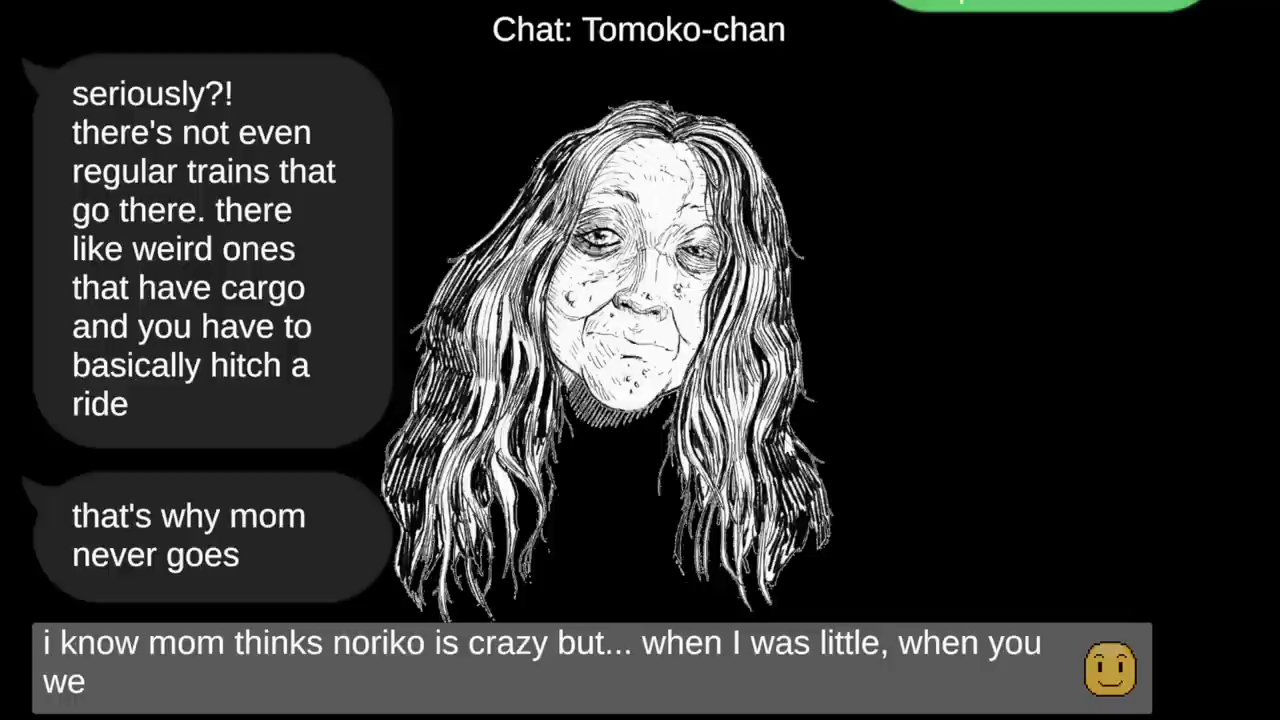 Chat: Tomoko-chan
seriously?!
there's not even
regular trains that
go there. there
like weird ones
that have cargo
and you have to
basically hitch a
ride
that's why mom
never goes
i know mom thinks noriko is crazy but... when I was little, when you
we